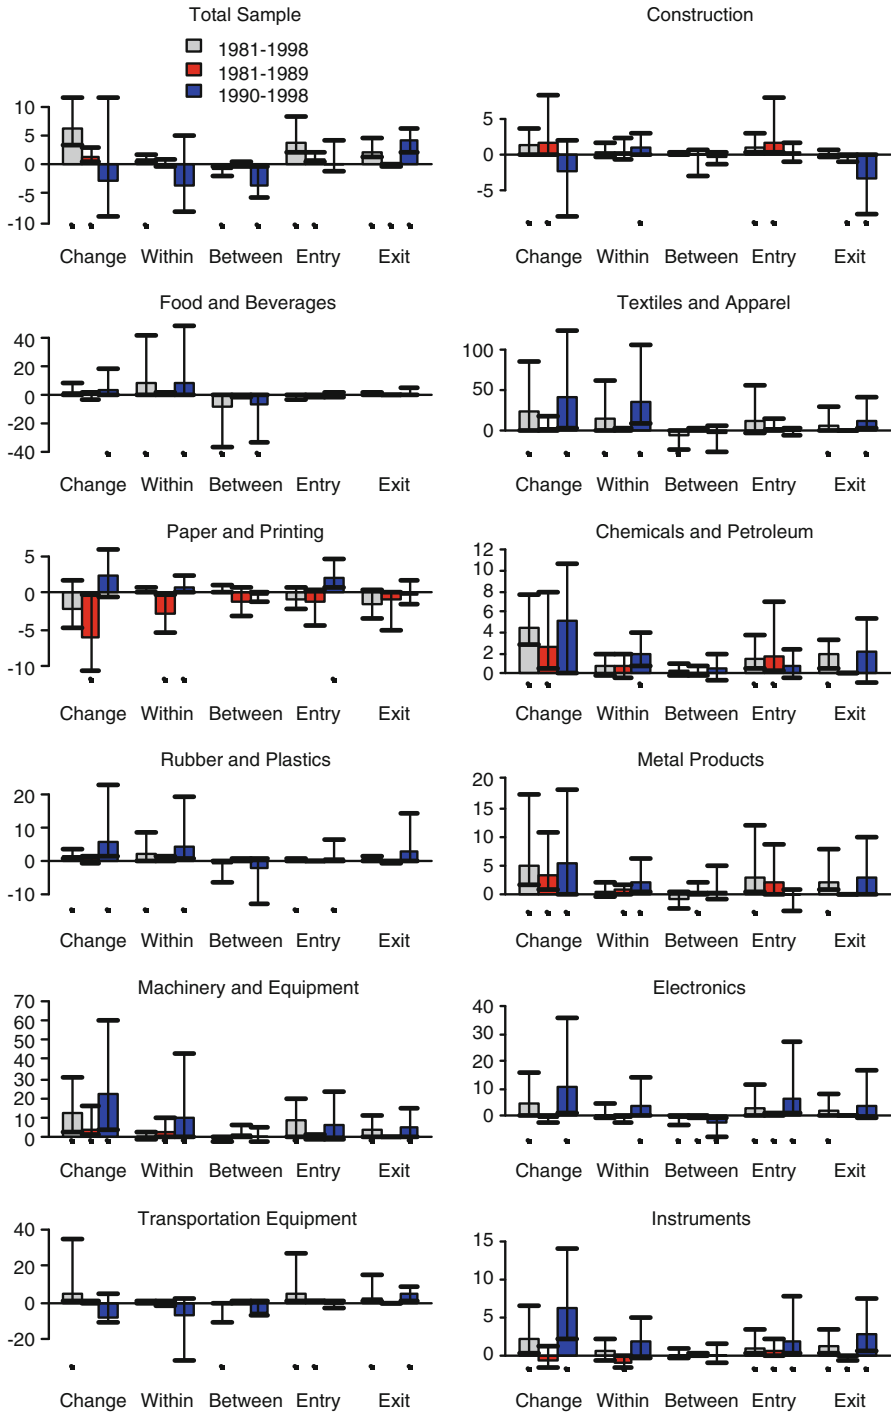 Total Sample
1981-1998
1981-1989
1990-1998
10
5
0
-5
-10
Change Within Between Entry Exit
Construction
5
0
-5
Change Within Between Entry Exit
Food and Beverages
40
20
0
-20
-40
Change Within Between Entry Exit
Textiles and Apparel
100
50
0
Change Within Between Entry Exit
Paper and Printing
5
0
-5
-10
Change Within Between Entry Exit
Chemicals and Petroleum
12
10
8
6
4
2
0
Change Within Between Entry Exit
Rubber and Plastics
20
10
0
-10
Change Within Between Entry Exit
Metal Products
20
15
10
5
0
Change Within Between Entry Exit
Machinery and Equipment
70
60
50
40
30
20
10
0
Change Within Between Entry Exit
Electronics
40
30
20
10
0
Change Within Between Entry Exit
Transportation Equipment
40
20
0
-20
Change Within Between Entry Exit
Instruments
15
10
5
0
Change Within Between Entry Exit